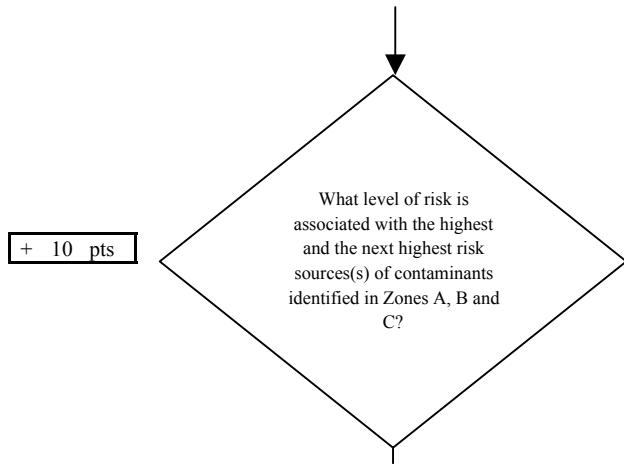 What level of risk is
associated with the highest
and the next highest risk
+ 10 pts
sources(s) of contaminants
identified in Zones A, B and
C?